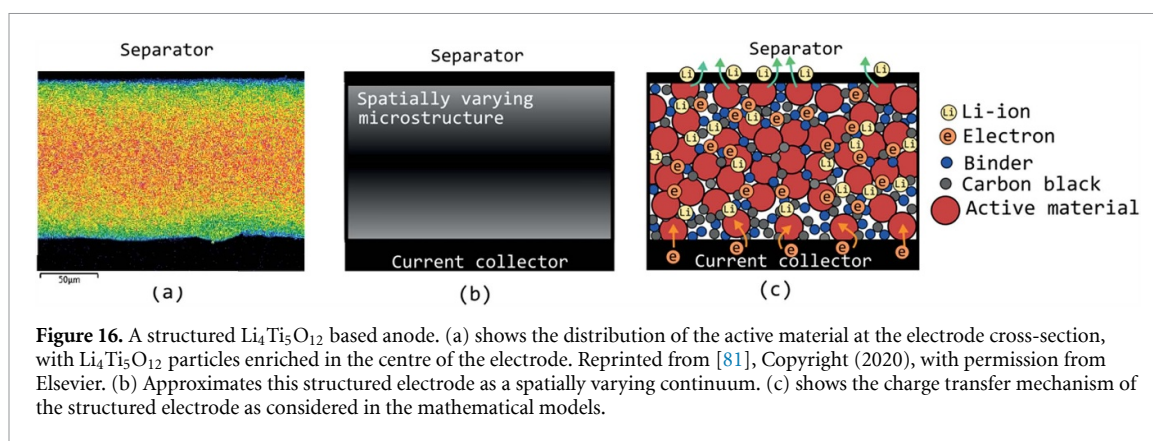 Separator
Separator
Separator
Spatially varying
microstructure
Li
Li
Li
Li
Li
Li-ion
Electron
Binder
Carbon black
Active material
50μm
Current collector
Current collector
(a)
(b)
(c)
Figure 16. A structured Li₄Ti₅O₁₂ based anode. (a) shows the distribution of the active material at the electrode cross-section,
with Li₄Ti₅O₁₂ particles enriched in the centre of the electrode. Reprinted from [81], Copyright (2020), with permission from
Elsevier. (b) Approximates this structured electrode as a spatially varying continuum. (c) shows the charge transfer mechanism of
the structured electrode as considered in the mathematical models.